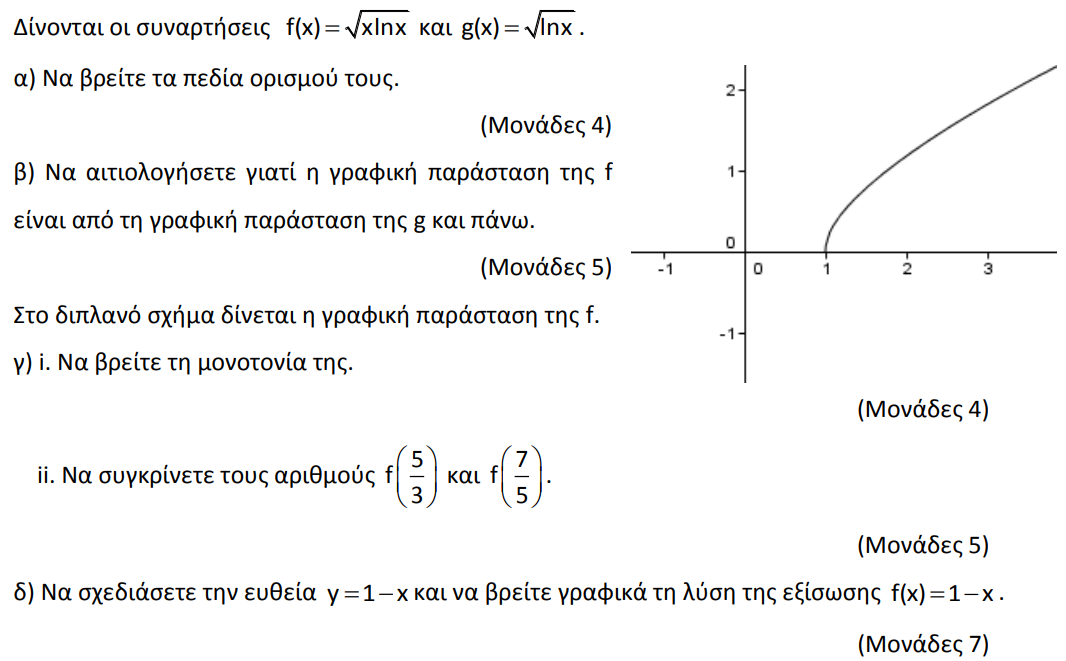 Δίνονται οι συναρτήσεις f(x)=√xlnx και g(x)=√lnx .
α) Να βρείτε τα πεδία ορισμού τους.
(Μονάδες 4)
β) Να αιτιολογήσετε γιατί η γραφική παράσταση της f
είναι από τη γραφική παράσταση της g και πάνω.
(Μονάδες 5)
Στο διπλανό σχήμα δίνεται η γραφική παράσταση της f.
γ) i. Να βρείτε τη μονοτονία της.
2
1
0
-1 0 1 2 3
-1
(Μονάδες 4)
ii. Να συγκρίνετε τους αριθμούς f(5/3) και f(7/5).
(Μονάδες 5)
δ) Να σχεδιάσετε την ευθεία y=1−x και να βρείτε γραφικά τη λύση της εξίσωσης f(x)=1−x .
(Μονάδες 7)